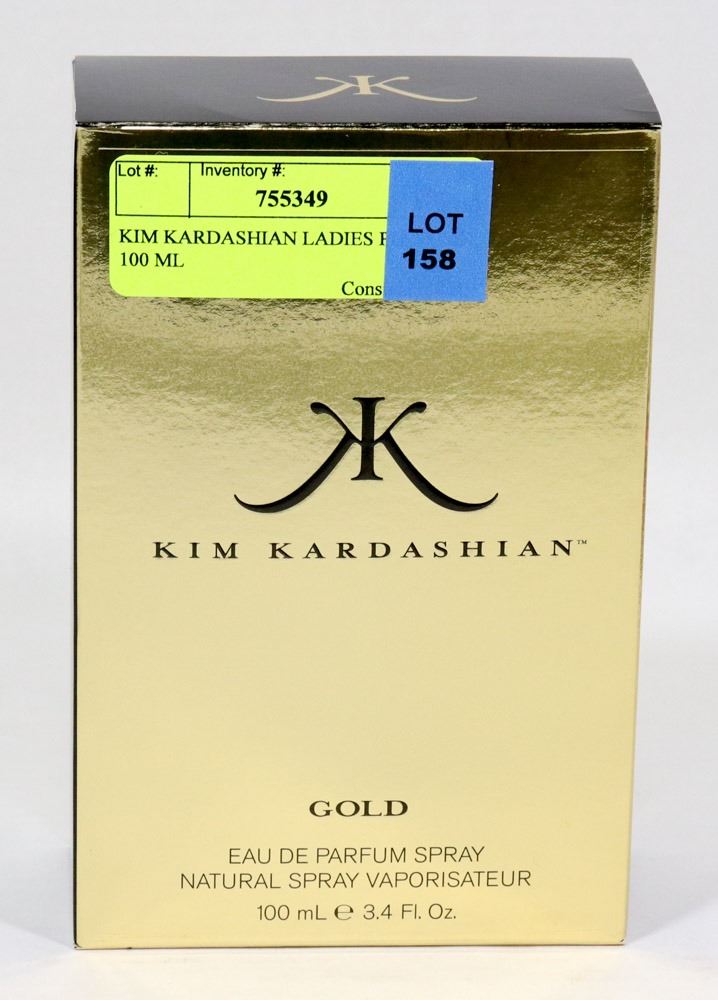 Lot #:
Inventory #:
755349
KIM KARDASHIAN LADIES
100 ML
LOT
158
KIM KARDASHIAN™
GOLD
EAU DE PARFUM SPRAY
NATURAL SPRAY VAPORISATEUR
100 mL ℮ 3.4 Fl. Oz.